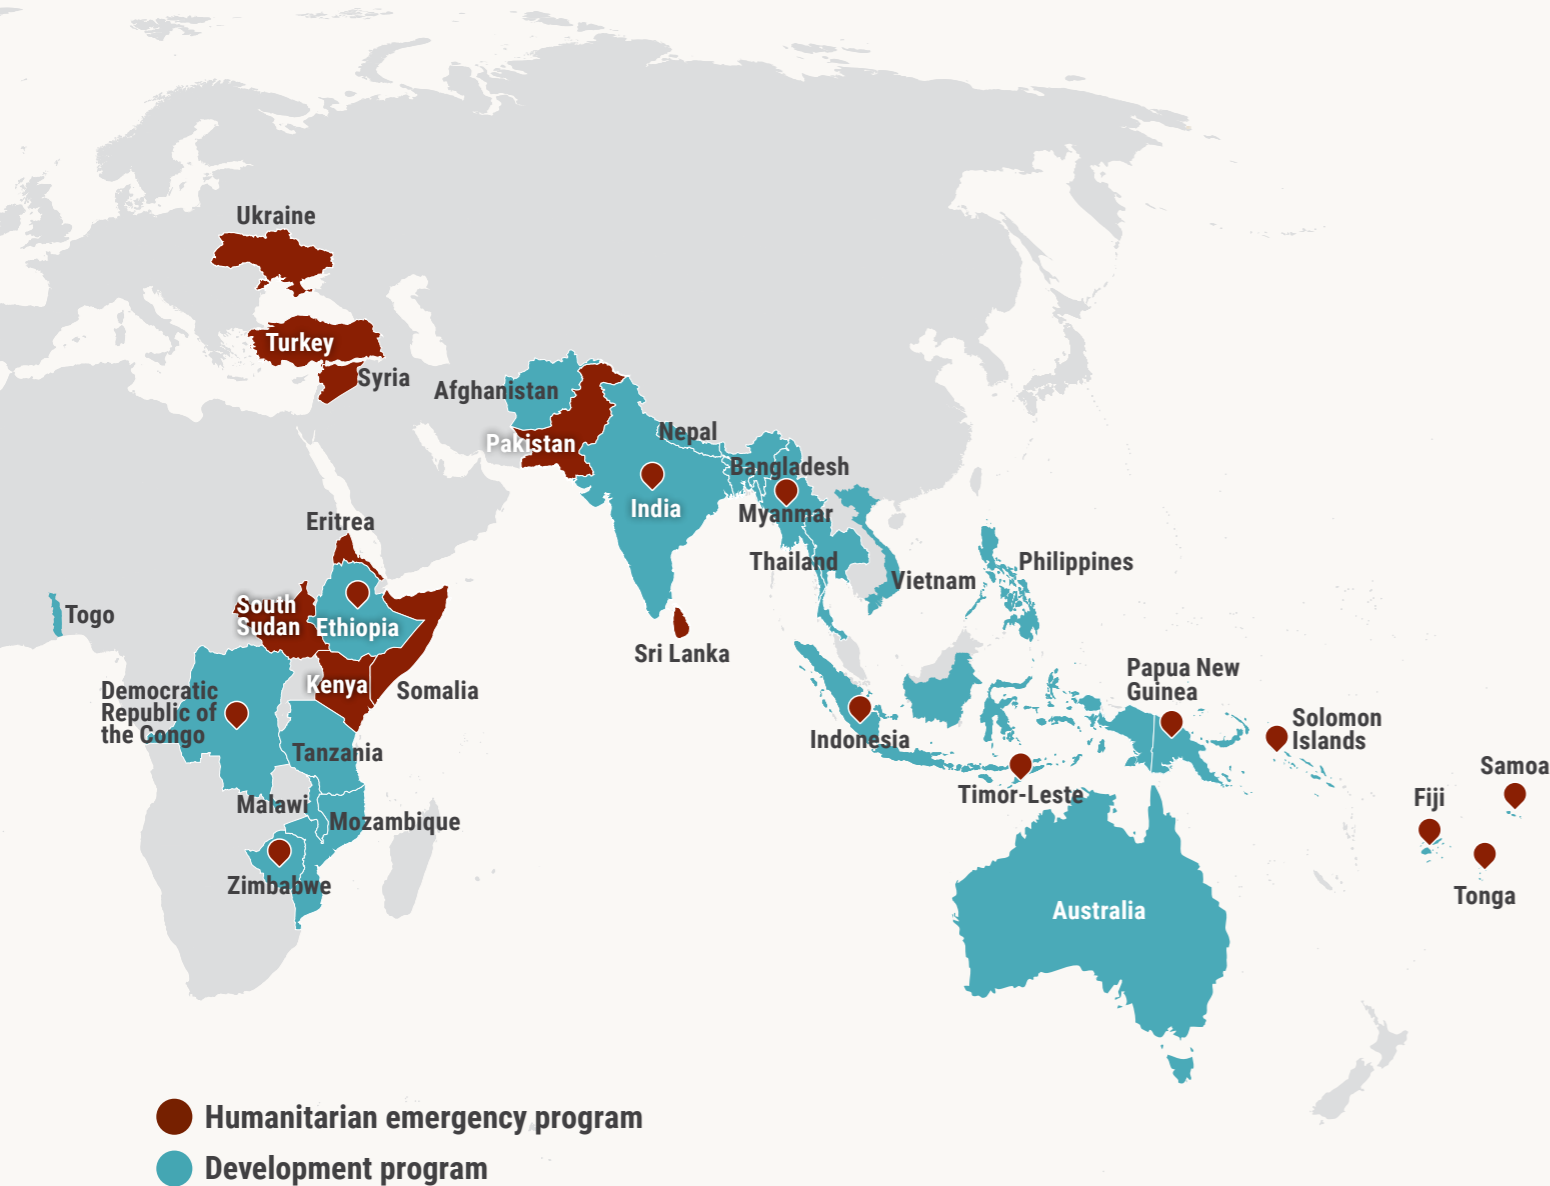 Ukraine
Turkey
Syria
Afghanistan
Pakistan
Nepal
Bangladesh
India
Myanmar
Eritrea
Thailand
Philippines
Vietnam
South
Sudan
Togo
Ethiopia
Sri Lanka
Kenya
Somalia
Democratic
Republic of
the Congo
Papua New
Guinea
Solomon
Islands
Indonesia
Tanzania
Samoa
Timor-Leste
Fiji
Malawi
Mozambique
Zimbabwe
Tonga
Australia
Humanitarian emergency program
Development program